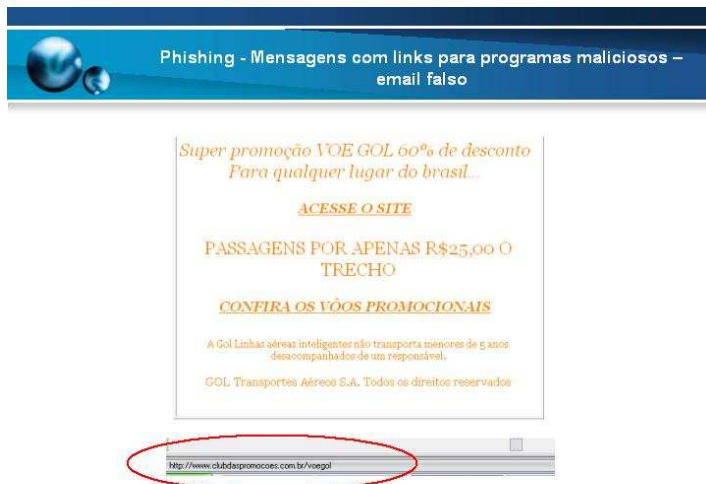 Phishing - Mensagens com links para programas maliciosos –
email falso
Super promoção VOE GOL 60% de desconto
Para qualquer lugar do brasil...
ACESSE O SITE
PASSAGENS POR APENAS R$25,00 O
TRECHO
CONFIRA OS VÔOS PROMOCIONAIS
A Gol Linhas aéreas inteligentes não transporta menores de 5 anos
desacompanhados de um responsável.
GOL Transportes Aéreos S.A. Todos os direitos reservados
http://www.clubdaspromocoes.com.br/voegol